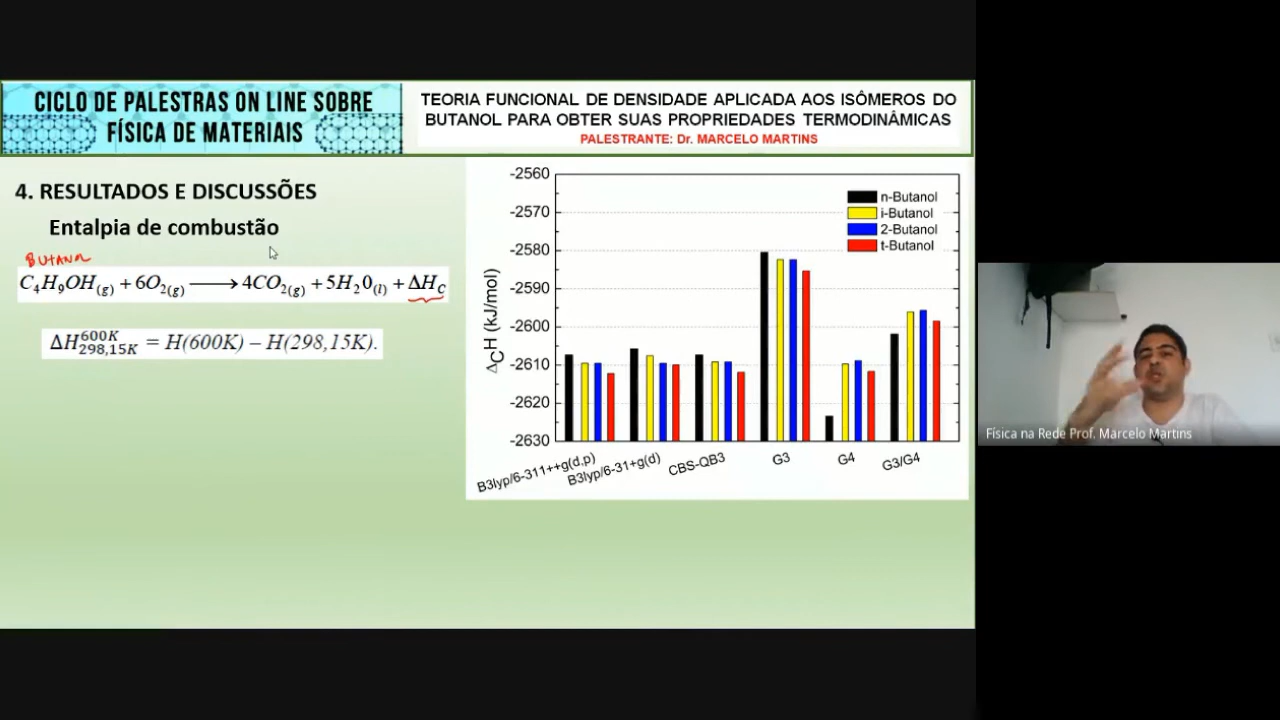 CICLO DE PALESTRAS ON LINE SOBRE
FÍSICA DE MATERIAIS
TEORIA FUNCIONAL DE DENSIDADE APLICADA AOS ISÔMEROS DO
BUTANOL PARA OBTER SUAS PROPRIEDADES TERMODINÂMICAS
PALESTRANTE: Dr. MARCELO MARTINS
4. RESULTADOS E DISCUSSÕES
Entalpia de combustão
BUTANOL
C₄H₉OH(g) + 6O₂(g) ⟶ 4CO₂(g) + 5H₂0(l) + ΔH_C
ΔH^600K_298,15K = H(600K) – H(298,15K).
Δ_CH (kJ/mol)
-2560
-2570
-2580
-2590
-2600
-2610
-2620
-2630
n-Butanol
i-Butanol
2-Butanol
t-Butanol
B3lyp/6-311++g(d,p)
B3lyp/6-31+g(d)
CBS-QB3
G3
G4
G3/G4
Física na Rede Prof. Marcelo Martins